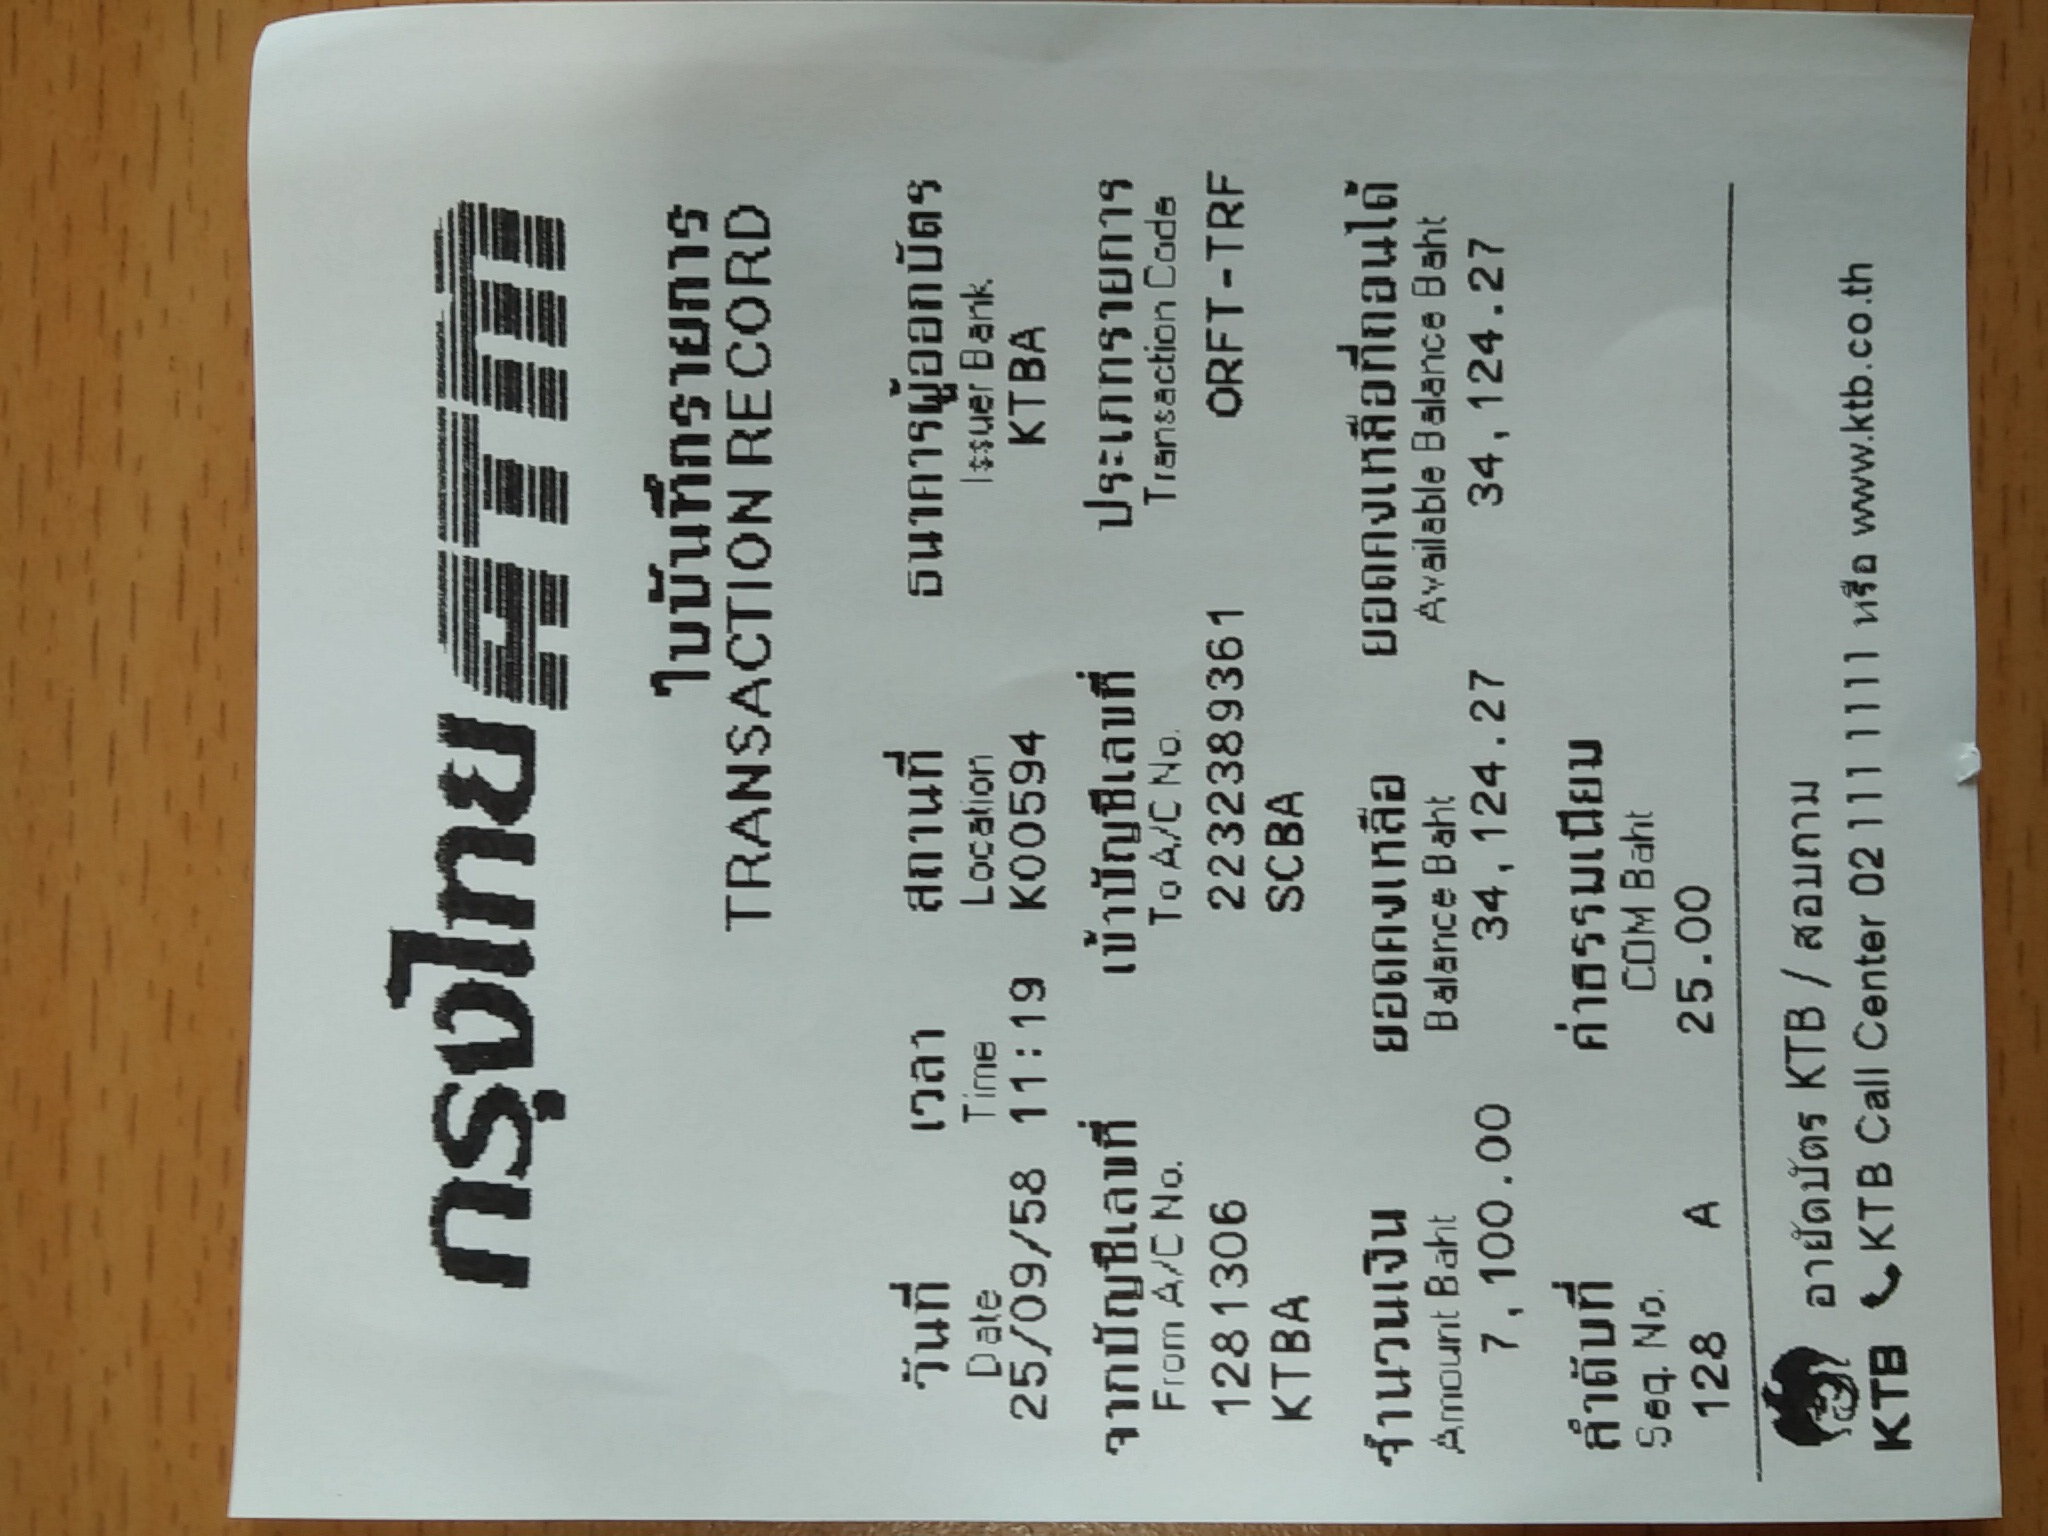 กรุงไทย ATM
ใบบันทึกรายการ
TRANSACTION RECORD
วันที่ เวลา สถานที่ ธนาคารผู้ออกบัตร
Date Time Location Issuer Bank
25/09/58 11:19 K00594 KTBA
จากบัญชีเลขที่ เข้าบัญชีเลขที่ ประเภทรายการ
From A/C No. To A/C No. Transaction Code
1281306 2232389361 ORFT-TRF
KTBA SCBA
จำนวนเงิน ยอดคงเหลือ ยอดคงเหลือที่ถอนได้
Amount Baht Balance Baht Available Balance Baht
7,100.00 34,124.27 34,124.27
ลำดับที่ ค่าธรรมเนียม
Seq. No. COM Baht
128 A 25.00
อายัดบัตร KTB / สอบถาม
KTB KTB Call Center 02 111 1111 หรือ www.ktb.co.th